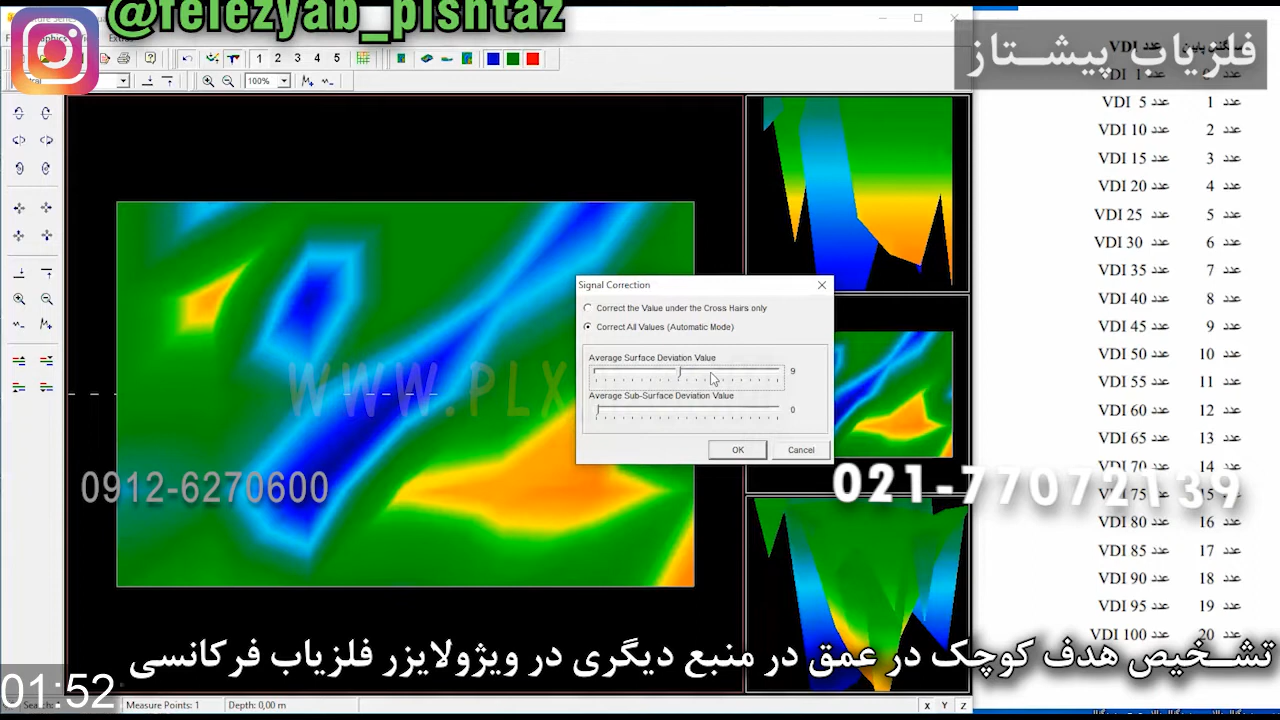 @felezyab_pishtaz
فلزیاب پیشتاز
1 2 3 4 5
100%
Signal Correction
Correct the Value under the Cross Hairs only
Correct All Values (Automatic Mode)
Average Surface Deviation Value
9
Average Sub-Surface Deviation Value
0
OK
Cancel
عدد 1 عدد VDI 5
عدد 2 عدد VDI 10
عدد 3 عدد VDI 15
عدد 4 عدد VDI 20
عدد 5 عدد VDI 25
عدد 6 عدد VDI 30
عدد 7 عدد VDI 35
عدد 8 عدد VDI 40
عدد 9 عدد VDI 45
عدد 10 عدد VDI 50
عدد 11 عدد VDI 55
عدد 12 عدد VDI 60
عدد 13 عدد VDI 65
عدد 14 عدد VDI 70
عدد 15 عدد VDI 75
عدد 16 عدد VDI 80
عدد 17 عدد VDI 85
عدد 18 عدد VDI 90
عدد 19 عدد VDI 95
عدد 20 عدد VDI 100
WWW.PLX
0912-6270600
021-77072139
تشخیص هدف کوچک در عمق در منبع دیگری در ویژولایزر فلزیاب فرکانسی
01:52
Measure Points: 1
Depth: 0,00 m
X Y Z